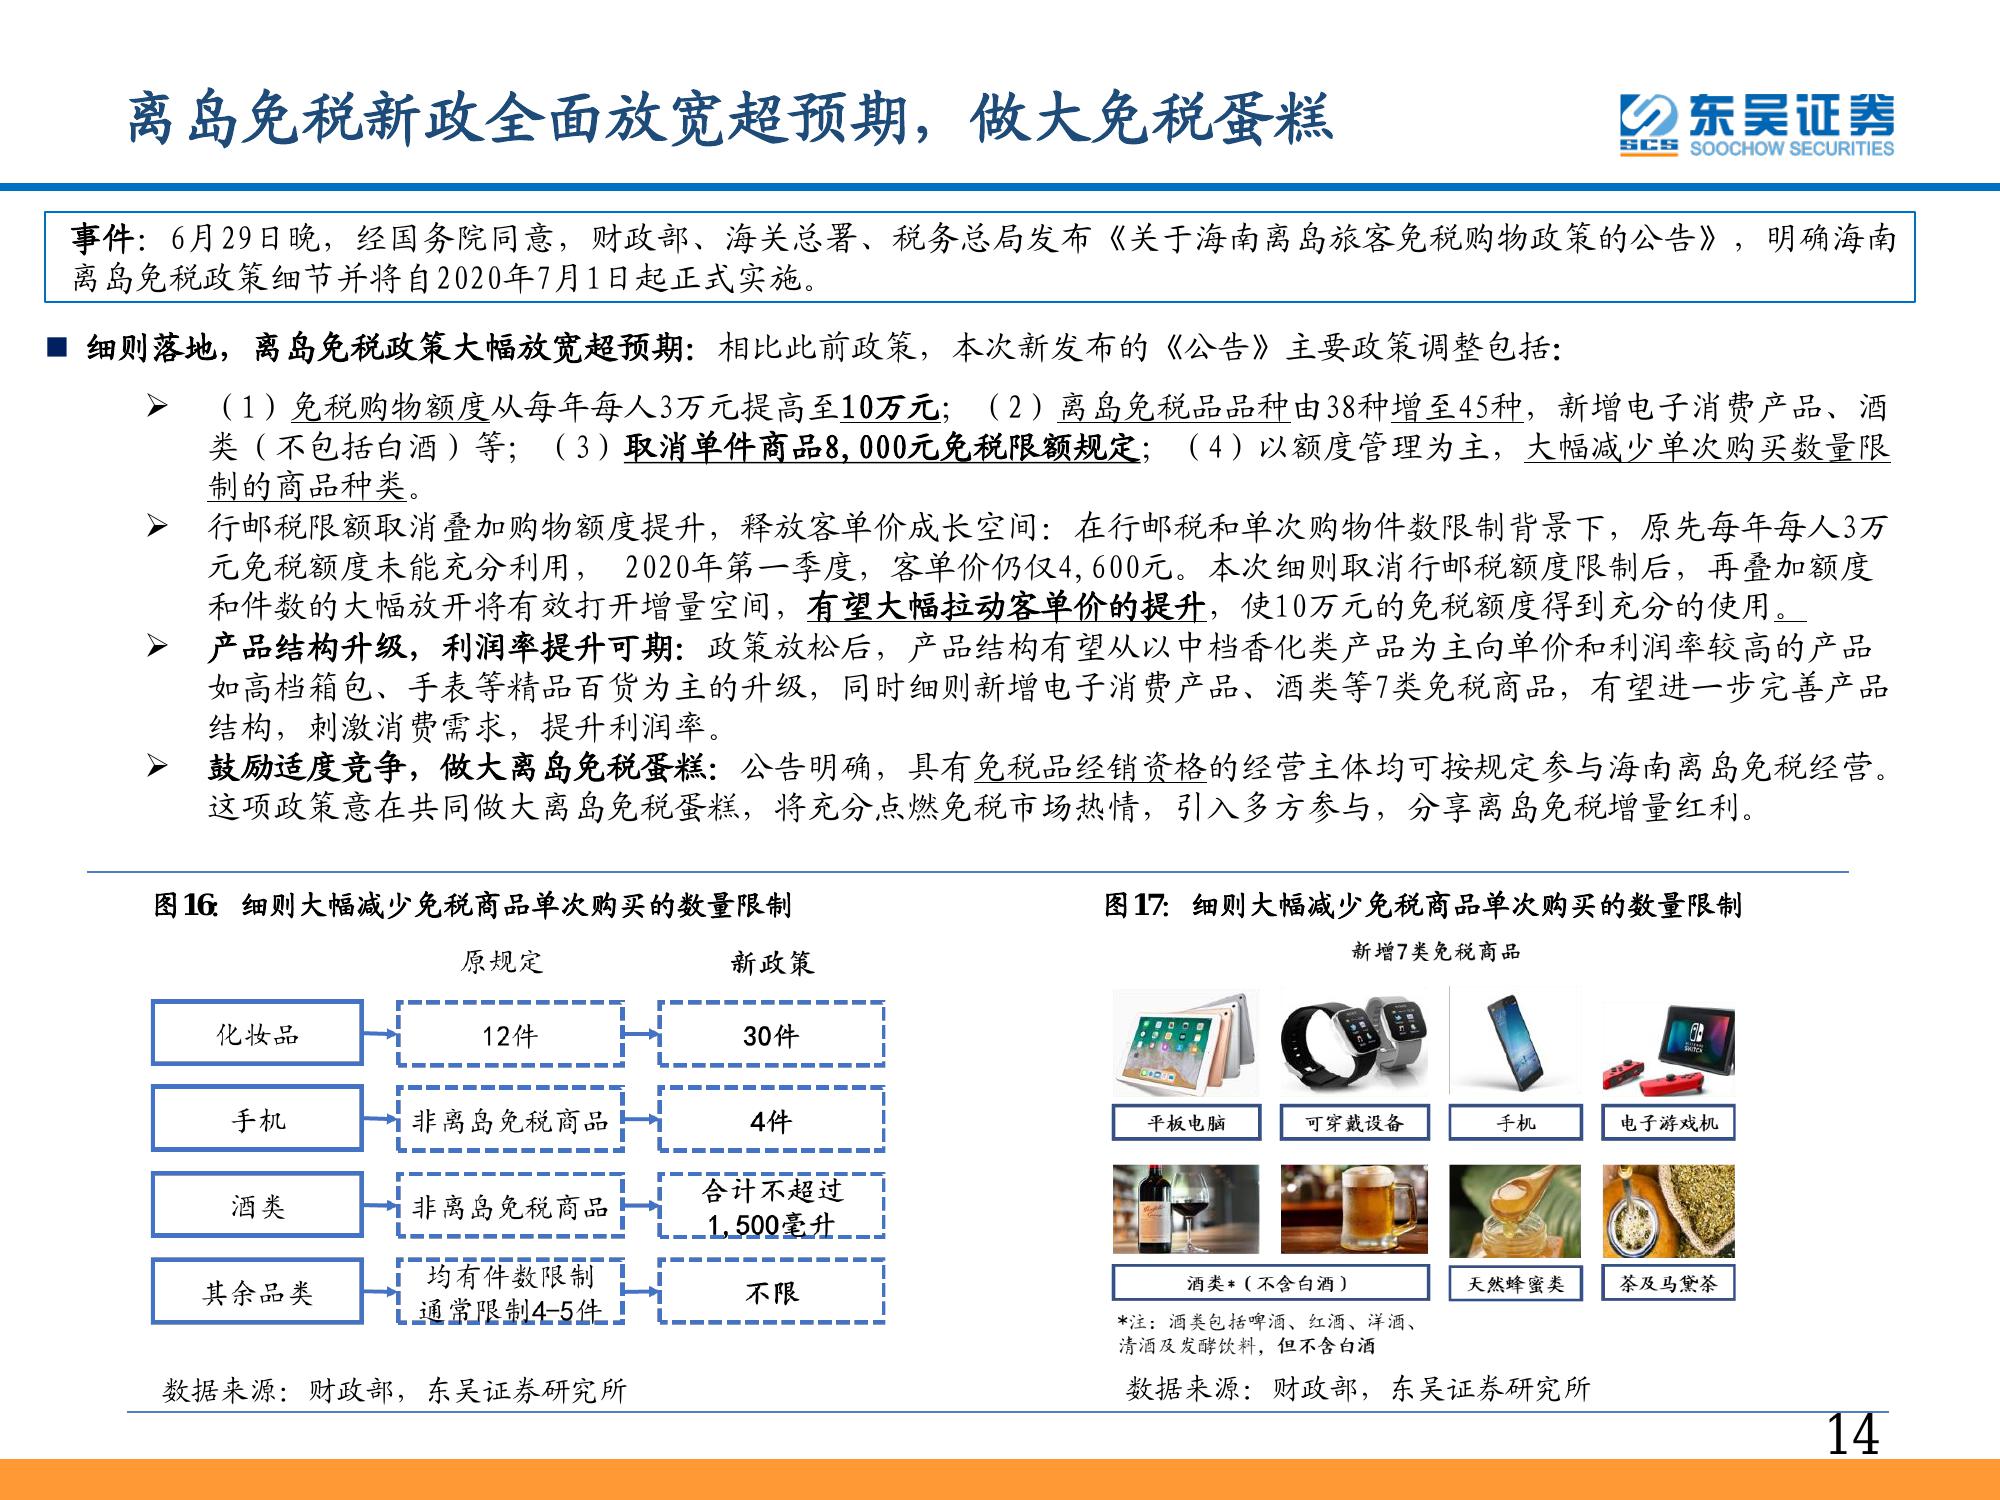 离岛免税新政全面放宽超预期，做大免税蛋糕
东吴证券
SCS SOOCHOW SECURITIES
事件：6月29日晚，经国务院同意，财政部、海关总署、税务总局发布《关于海南离岛旅客免税购物政策的公告》，明确海南
离岛免税政策细节并将自2020年7月1日起正式实施。
细则落地，离岛免税政策大幅放宽超预期：相比此前政策，本次新发布的《公告》主要政策调整包括：
（1）免税购物额度从每年每人3万元提高至10万元；（2）离岛免税品品种由38种增至45种，新增电子消费产品、酒
类（不包括白酒）等；（3）取消单件商品8,000元免税限额规定；（4）以额度管理为主，大幅减少单次购买数量限
制的商品种类。
行邮税限额取消叠加购物额度提升，释放客单价成长空间：在行邮税和单次购物件数限制背景下，原先每年每人3万
元免税额度未能充分利用， 2020年第一季度，客单价仍仅4,600元。本次细则取消行邮税额度限制后，再叠加额度
和件数的大幅放开将有效打开增量空间，有望大幅拉动客单价的提升，使10万元的免税额度得到充分的使用。
产品结构升级，利润率提升可期：政策放松后，产品结构有望从以中档香化类产品为主向单价和利润率较高的产品
如高档箱包、手表等精品百货为主的升级，同时细则新增电子消费产品、酒类等7类免税商品，有望进一步完善产品
结构，刺激消费需求，提升利润率。
鼓励适度竞争，做大离岛免税蛋糕：公告明确，具有免税品经销资格的经营主体均可按规定参与海南离岛免税经营。
这项政策意在共同做大离岛免税蛋糕，将充分点燃免税市场热情，引入多方参与，分享离岛免税增量红利。
图16：细则大幅减少免税商品单次购买的数量限制
原规定 新政策
化妆品 12件 30件
手机 非离岛免税商品 4件
酒类 非离岛免税商品 合计不超过
1,500毫升
其余品类 均有件数限制
通常限制4-5件 不限
数据来源：财政部，东吴证券研究所
图17：细则大幅减少免税商品单次购买的数量限制
新增7类免税商品
SWITCH
平板电脑 可穿戴设备 手机 电子游戏机
酒类*（不含白酒） 天然蜂蜜类 茶及马黛茶
*注：酒类包括啤酒、红酒、洋酒、
清酒及发酵饮料，但不含白酒
数据来源：财政部，东吴证券研究所
14